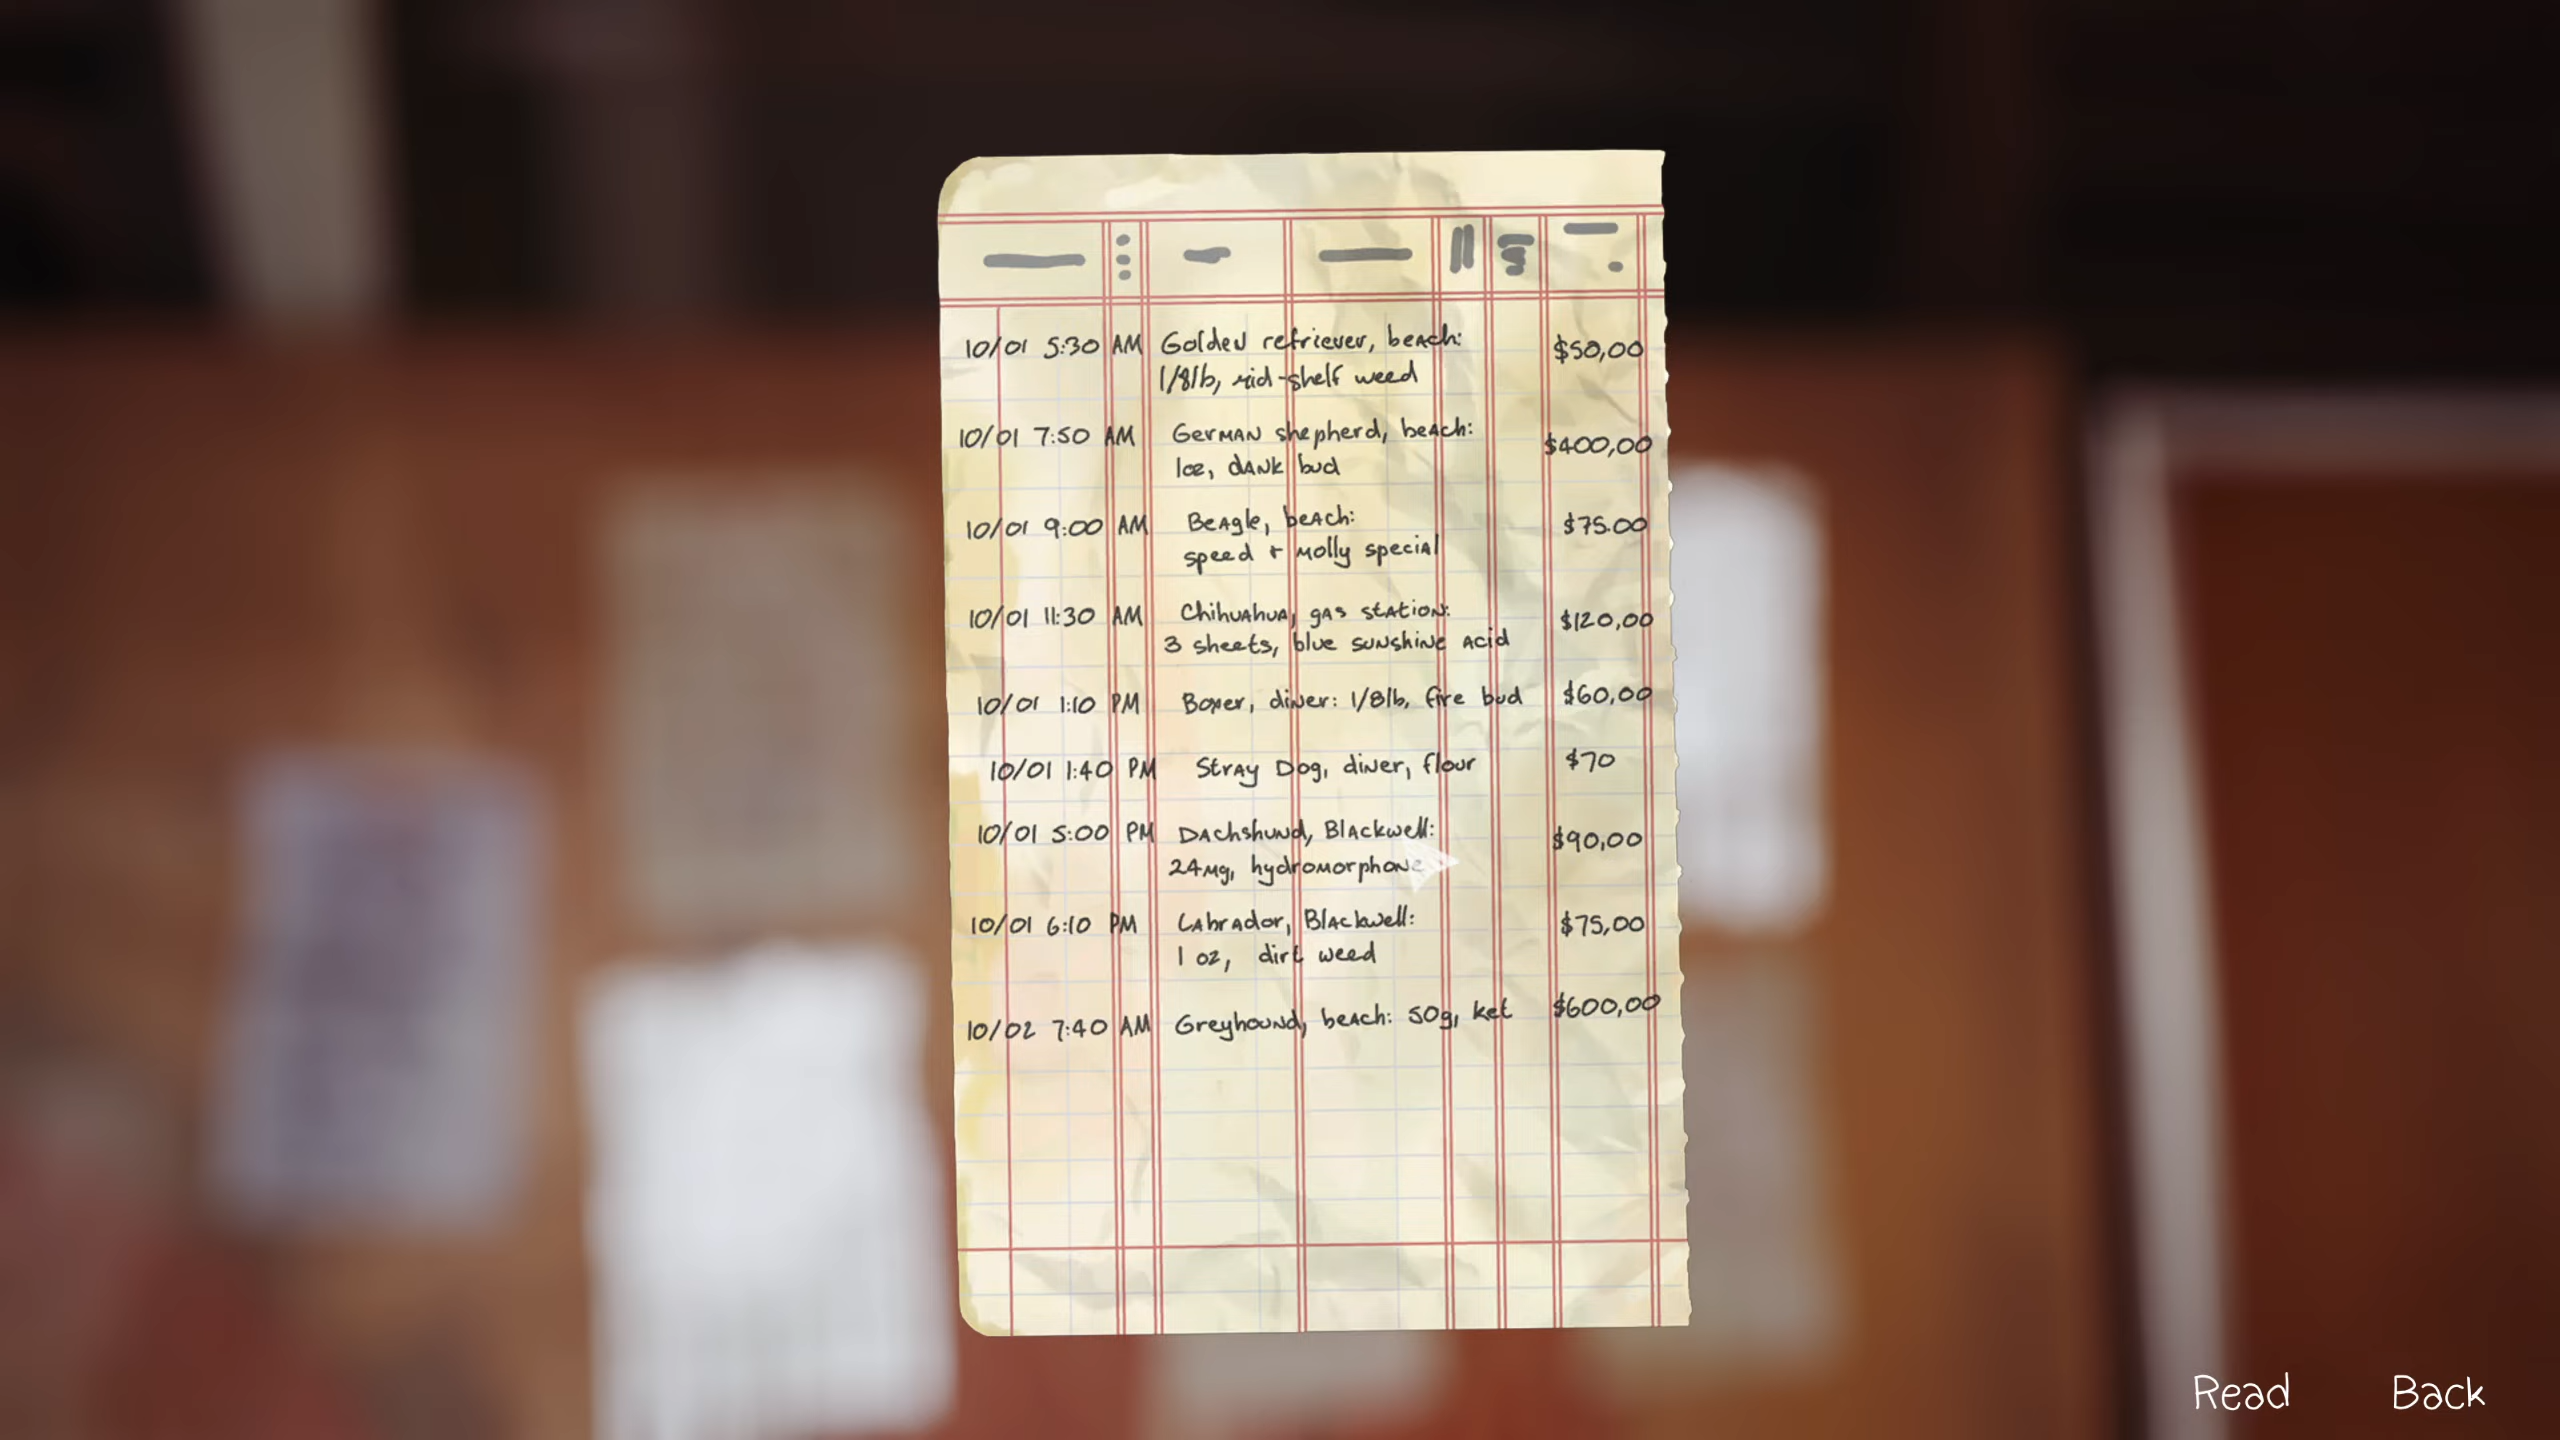 10/01 5:30 AM Golden retriever, beach: $50,00
1/8lb, mid-shelf weed
10/01 7:50 AM German shepherd, beach: $400,00
1oz, dank bud
10/01 9:00 AM Beagle, beach: $75.00
speed + molly special
10/01 11:30 AM Chihuahua, gas station: $120,00
3 sheets, blue sunshine acid
10/01 1:10 PM Boxer, diner: 1/8lb, fire bud $60,00
10/01 1:40 PM Stray Dog, diner, flour $70
10/01 5:00 PM Dachshund, Blackwell: $90,00
24mg, hydromorphone
10/01 6:10 PM Labrador, Blackwell: $75,00
1 oz, dirt weed
10/02 7:40 AM Greyhound, beach: 50g, ket $600,00
Read Back